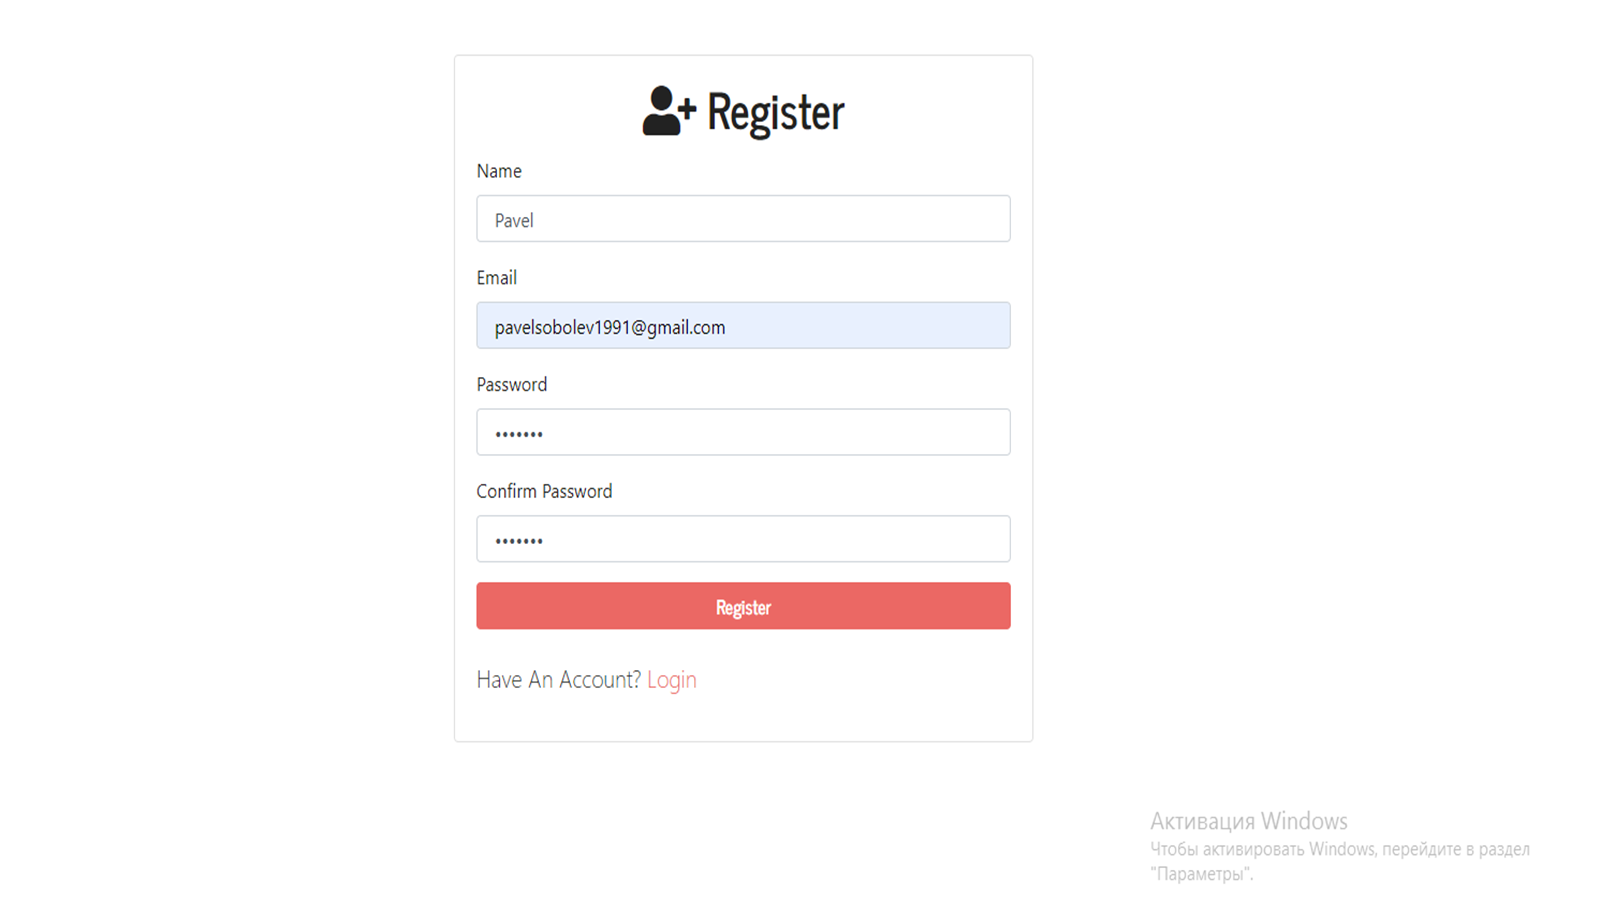 Register
Name
Pavel
Email
pavelsobolev1991@gmail.com
Password
•••••••
Confirm Password
•••••••
Register
Have An Account? Login
Активация Windows
Чтобы активировать Windows, перейдите в раздел
"Параметры".